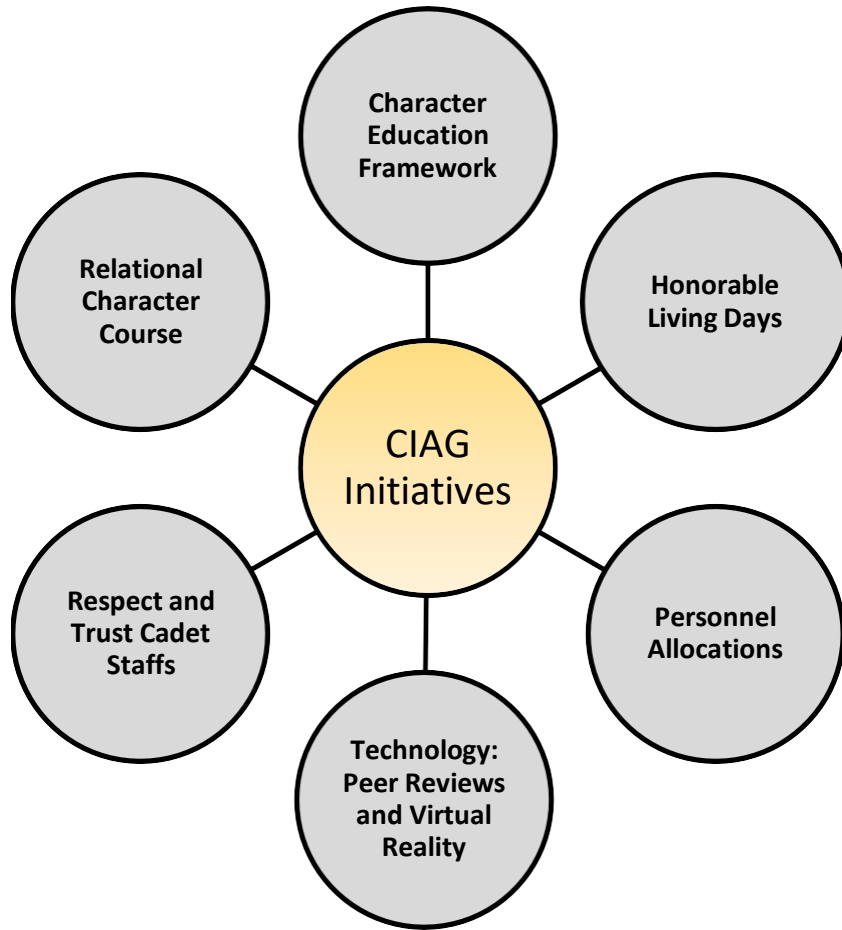 Character
Education
Framework
Relational
Character
Course
Honorable
Living Days
CIAG
Initiatives
Respect and
Trust Cadet
Staffs
Personnel
Allocations
Technology:
Peer Reviews
and Virtual
Reality